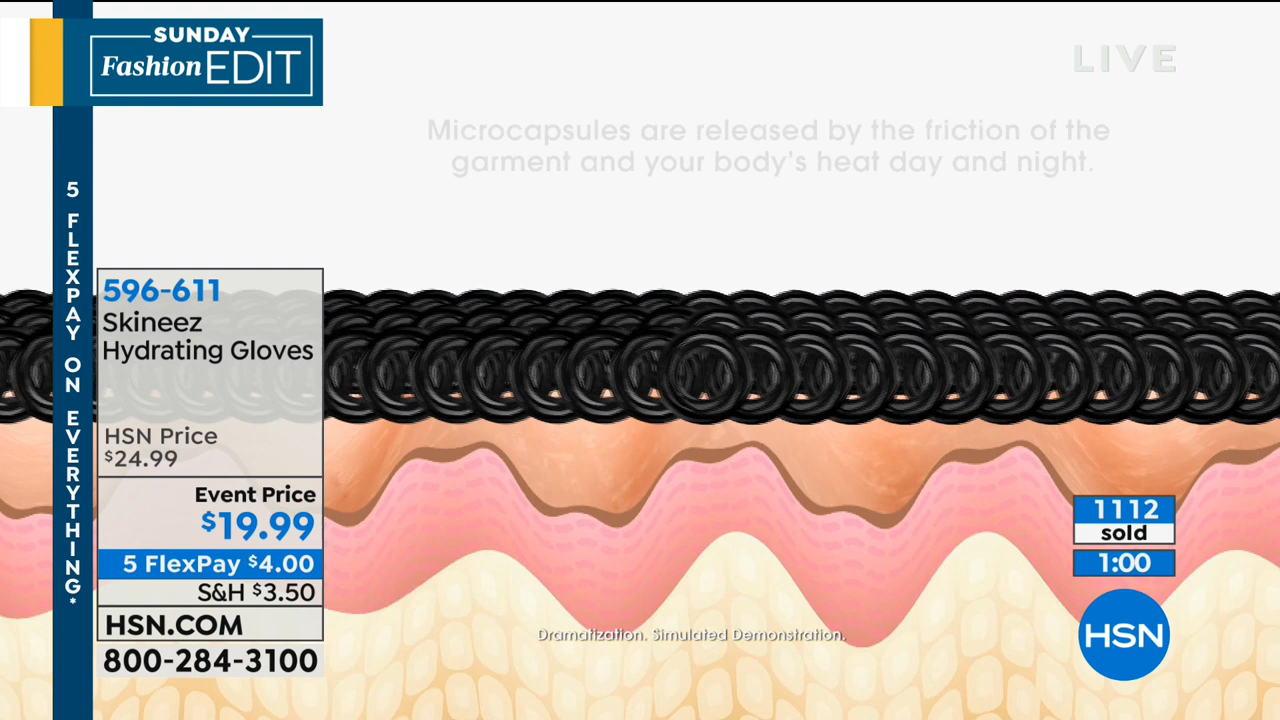 SUNDAY
Fashion EDIT
LIVE
Microcapsules are released by the friction of the
garment and your body's heat day and night.
5 FLEXPAY ON EVERYTHING*
596-611
Skineez
Hydrating Gloves
HSN Price
$24.99
Event Price
$19.99
5 FlexPay $4.00
S&H $3.50
HSN.COM
800-284-3100
1112
sold
1:00
HSN
Dramatization. Simulated Demonstration.